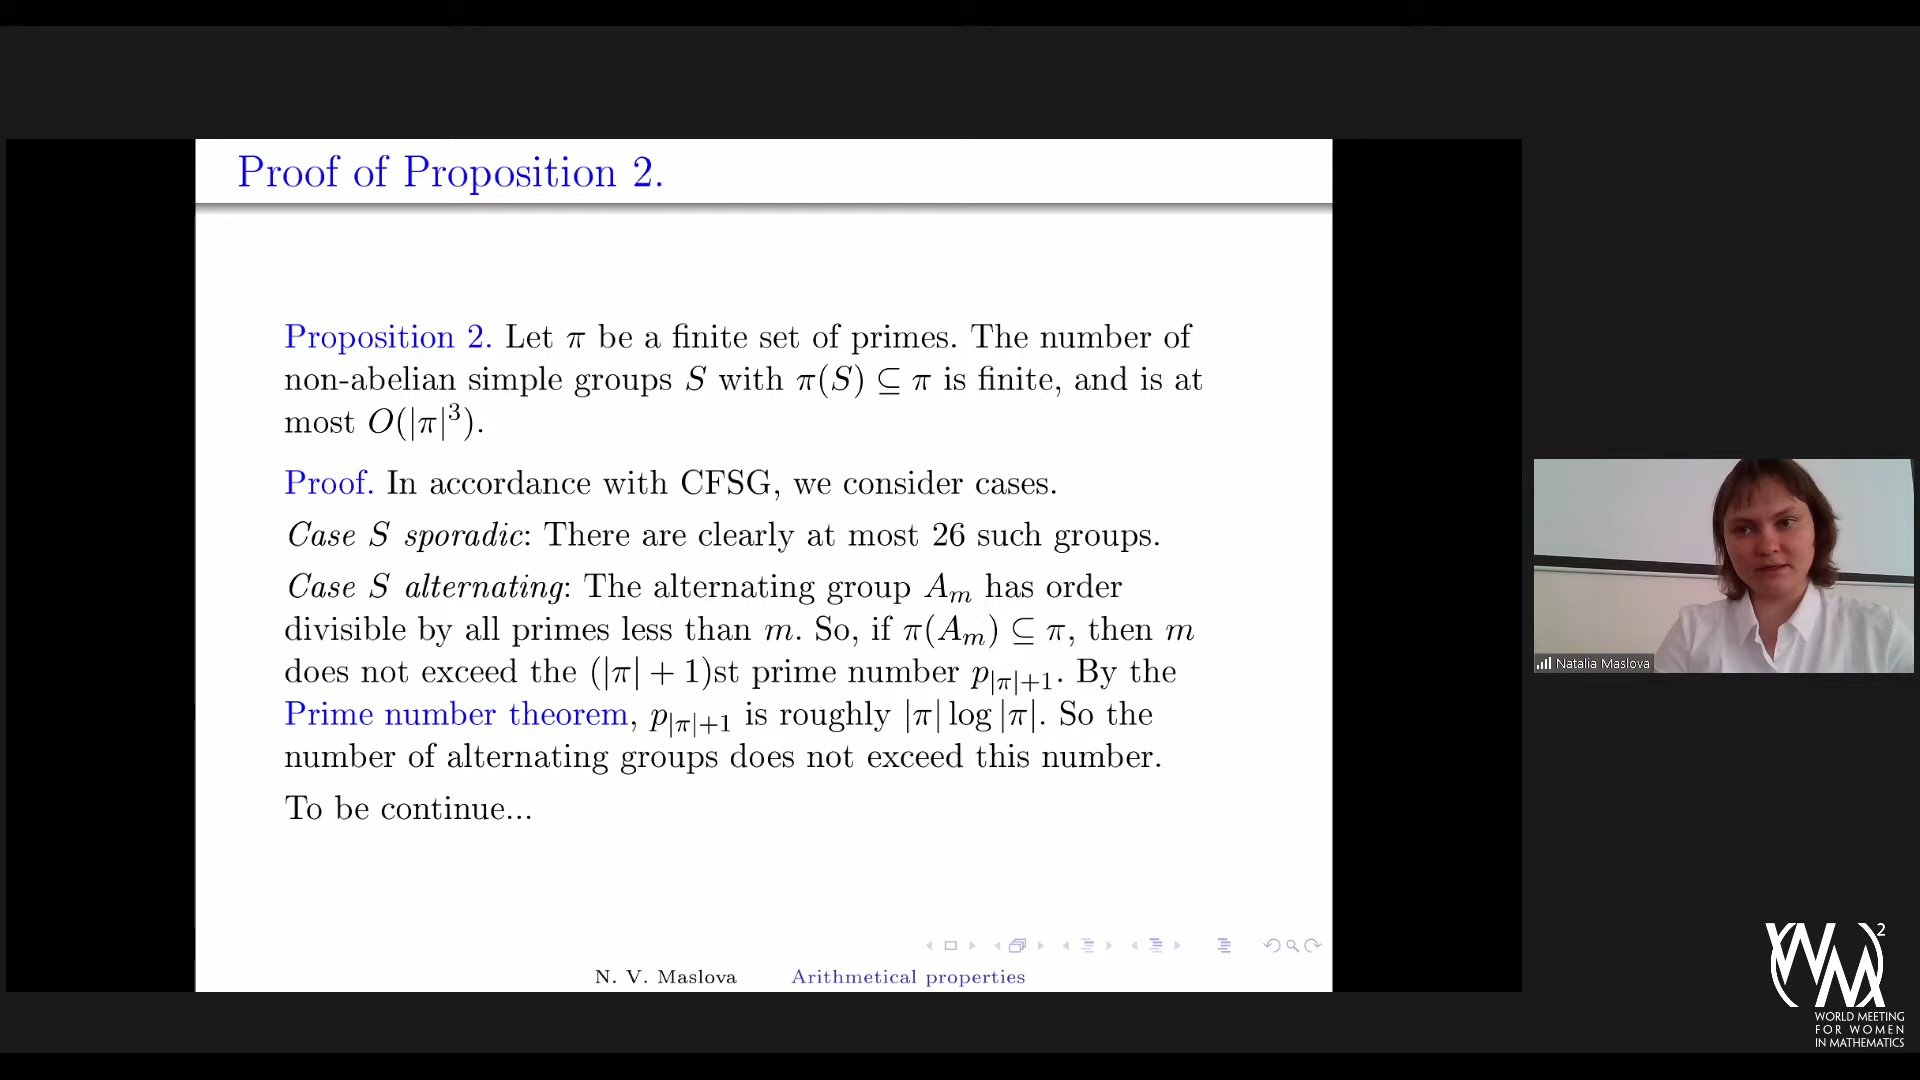 Proof of Proposition 2.
Proposition 2. Let π be a finite set of primes. The number of
non-abelian simple groups S with π(S) ⊆ π is finite, and is at
most O(|π|³).
Proof. In accordance with CFSG, we consider cases.
Case S sporadic: There are clearly at most 26 such groups.
Case S alternating: The alternating group Aₘ has order
divisible by all primes less than m. So, if π(Aₘ) ⊆ π, then m
does not exceed the (|π| + 1)st prime number p_{|π|+1}. By the
Prime number theorem, p_{|π|+1} is roughly |π| log |π|. So the
number of alternating groups does not exceed this number.
To be continue...
N. V. Maslova Arithmetical properties
Natalia Maslova
(WM)²
WORLD MEETING
FOR WOMEN
IN MATHEMATICS